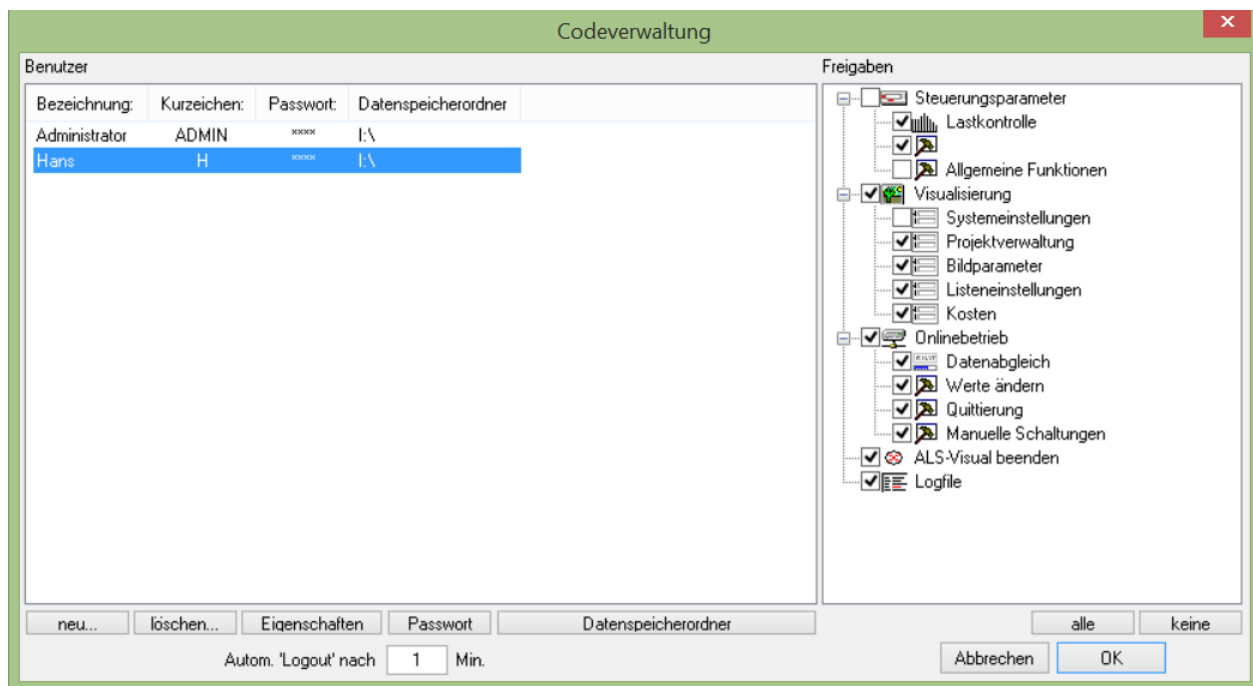 Codeverwaltung
Benutzer
Bezeichnung: Kurzeichen: Passwort: Datenspeicherordner
Administrator ADMIN **** I:\
Hans H **** I:\
neu... löschen... Eigenschaften Passwort Datenspeicherordner
Autom. 'Logout' nach 1 Min.
Freigaben
Steuerungsparameter
Lastkontrolle
Allgemeine Funktionen
Visualisierung
Systemeinstellungen
Projektverwaltung
Bildparameter
Listeneinstellungen
Kosten
Onlinebetrieb
Datenabgleich
Werte ändern
Quittierung
Manuelle Schaltungen
ALS-Visual beenden
Logfile
alle keine
Abbrechen OK